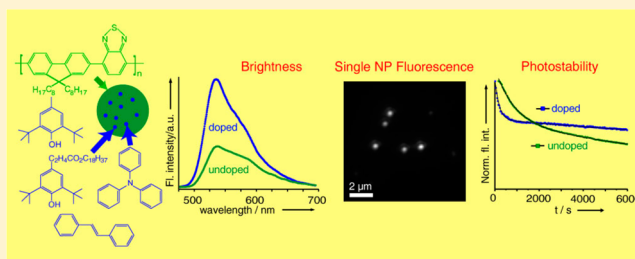 S
N
N
n
H17C8 C8H17
OH
C2H4CO2C18H37
OH
N
Brightness
Fl. intensity/a.u.
doped
undoped
500
600
700
wavelength / nm
Single NP Fluorescence
2 µm
Photostability
Norm. fl. int.
doped
undoped
0
2000
4000
6000
t / s